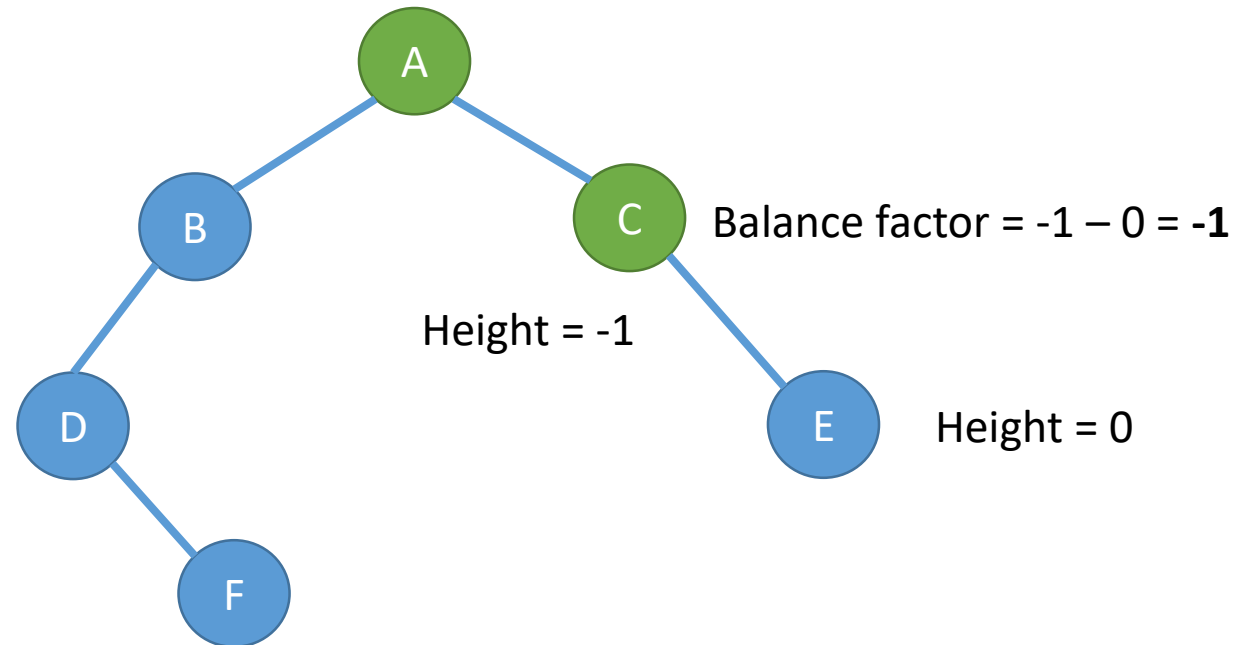 A
B
C
Balance factor = -1 – 0 = -1
Height = -1
D
E
Height = 0
F